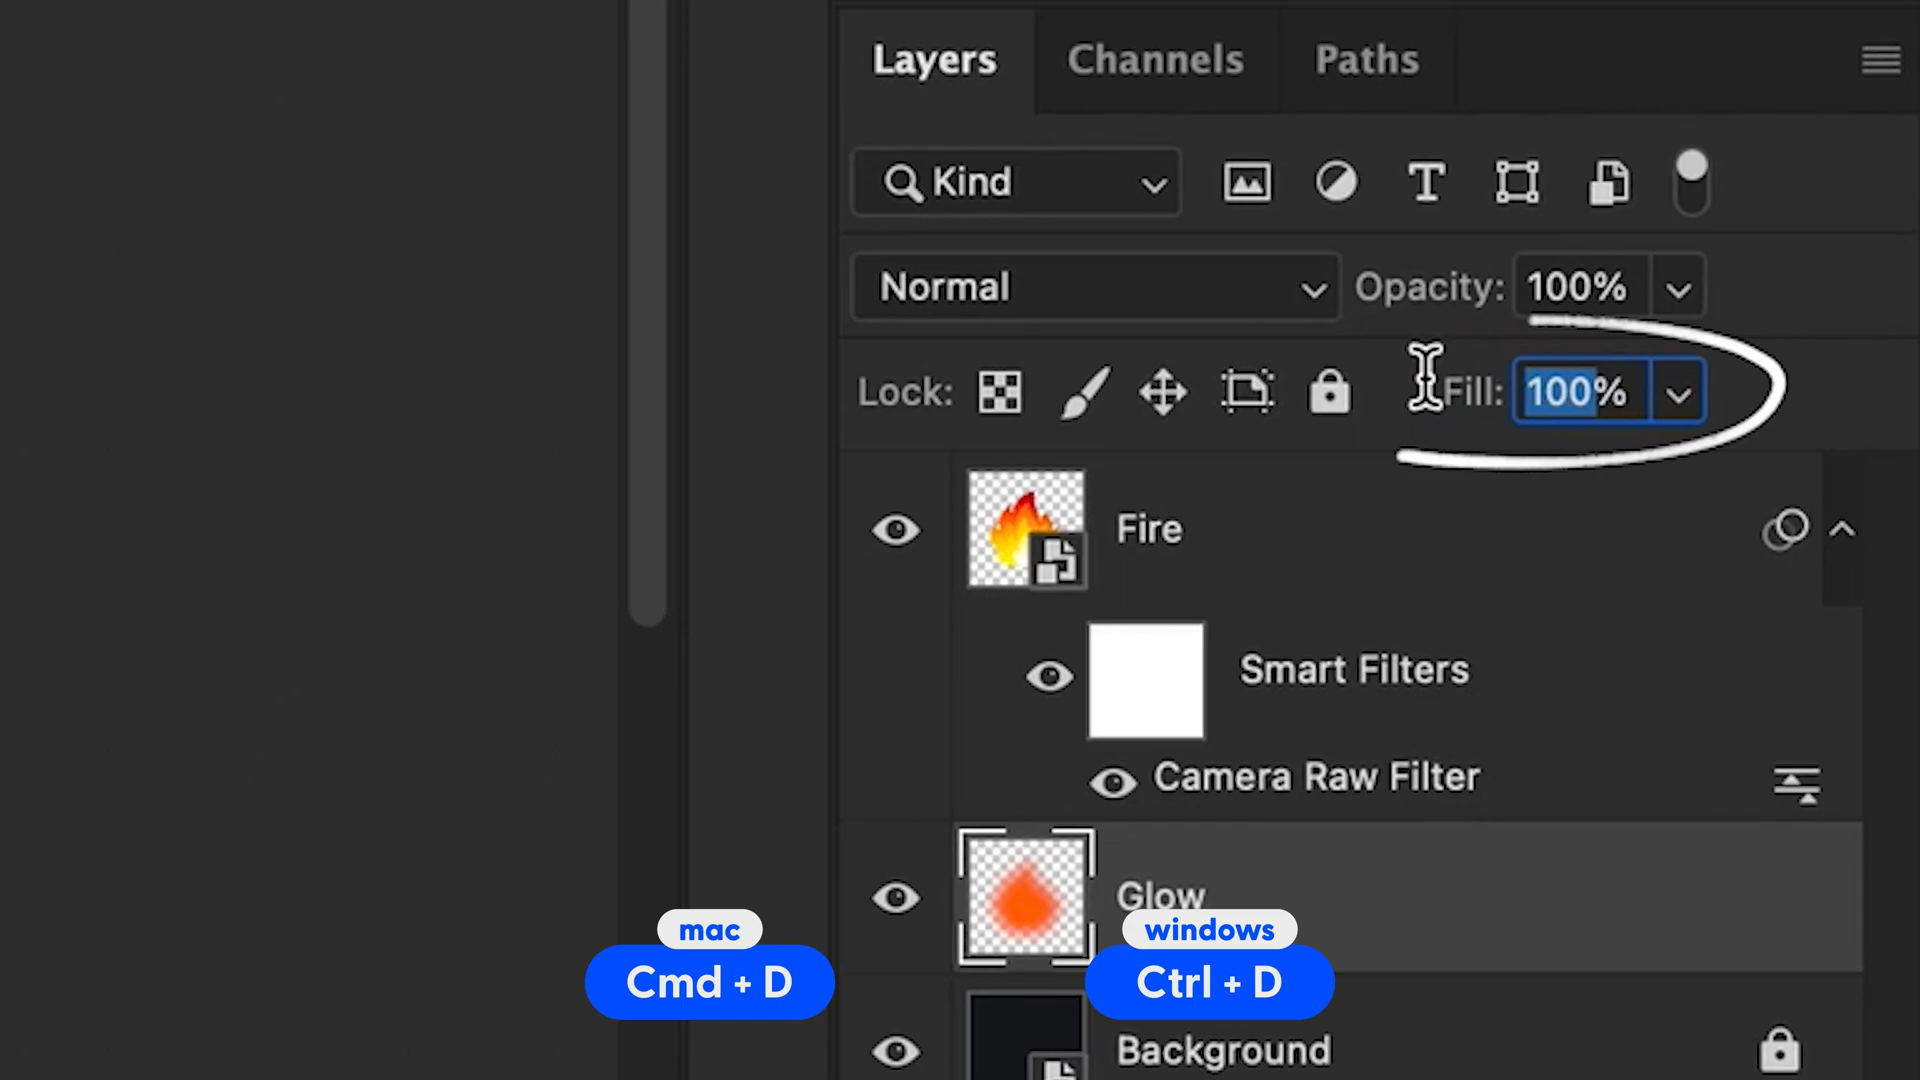 Layers Channels Paths
Kind
Normal Opacity: 100%
Lock: Fill: 100%
Fire
Smart Filters
Camera Raw Filter
Glow
mac windows
Cmd + D Ctrl + D
Background